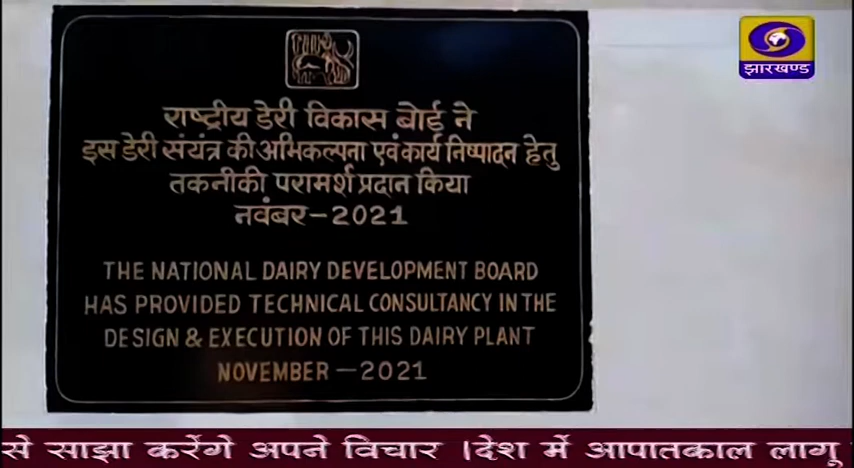 झारखण्ड
राष्ट्रीय डेरी विकास बोर्ड ने
इस डेरी संयंत्र की अभिकल्पना एवं कार्य निष्पादन हेतु
तकनीकी परामर्श प्रदान किया
नवंबर-2021
THE NATIONAL DAIRY DEVELOPMENT BOARD
HAS PROVIDED TECHNICAL CONSULTANCY IN THE
DESIGN & EXECUTION OF THIS DAIRY PLANT
NOVEMBER - 2021
से साझा करेंगे अपने विचार ।देश में आपातकाल लागू